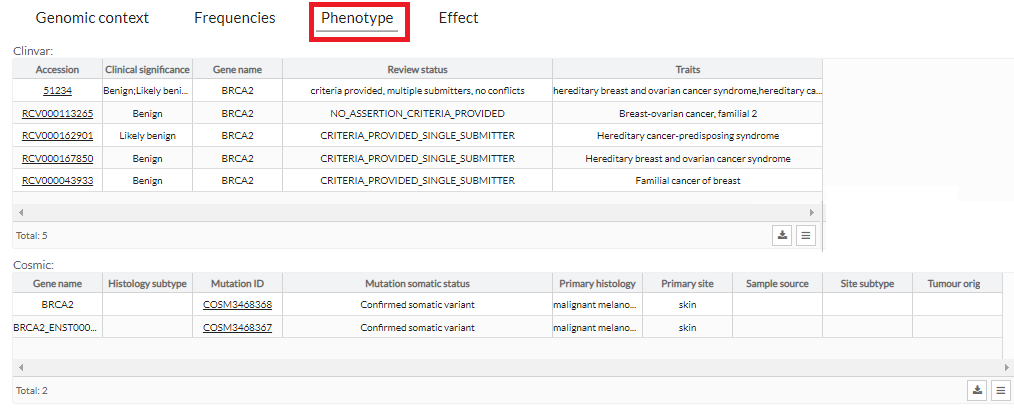 Genomic context Frequencies Phenotype Effect
Clinvar:
Accession Clinical significance Gene name Review status Traits
51234 Benign;Likely beni... BRCA2 criteria provided, multiple submitters, no conflicts hereditary breast and ovarian cancer syndrome,hereditary ca...
RCV000113265 Benign BRCA2 NO_ASSERTION_CRITERIA_PROVIDED Breast-ovarian cancer, familial 2
RCV000162901 Likely benign BRCA2 CRITERIA_PROVIDED_SINGLE_SUBMITTER Hereditary cancer-predisposing syndrome
RCV000167850 Benign BRCA2 CRITERIA_PROVIDED_SINGLE_SUBMITTER Hereditary breast and ovarian cancer syndrome
RCV000043933 Benign BRCA2 CRITERIA_PROVIDED_SINGLE_SUBMITTER Familial cancer of breast
Total: 5
Cosmic:
Gene name Histology subtype Mutation ID Mutation somatic status Primary histology Primary site Sample source Site subtype Tumour orig
BRCA2 COSM3468368 Confirmed somatic variant malignant melano... skin
BRCA2_ENST000... COSM3468367 Confirmed somatic variant malignant melano... skin
Total: 2